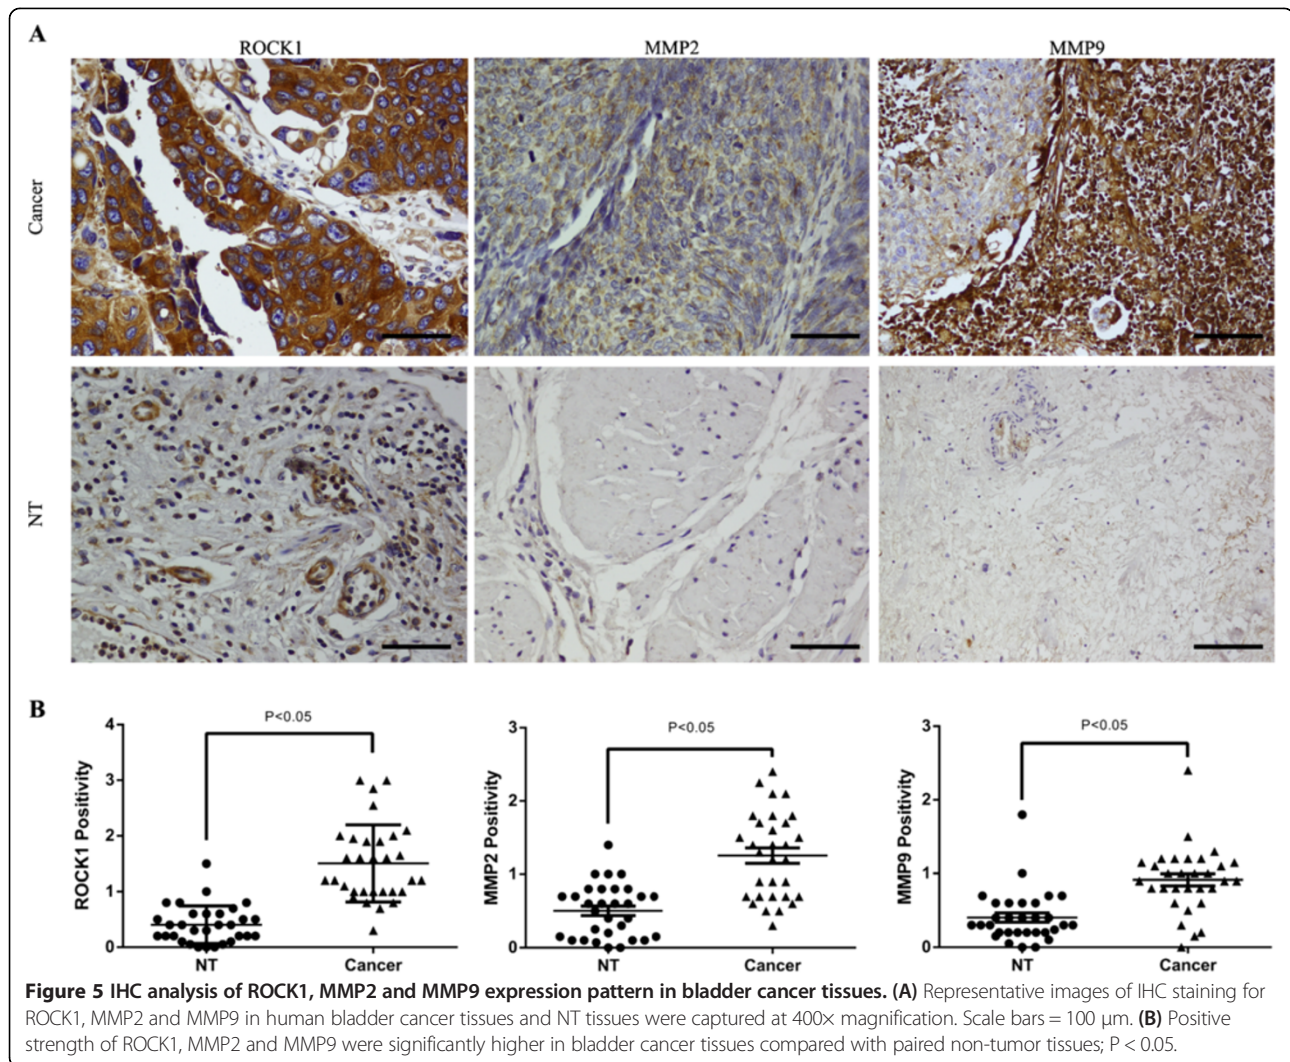 A
ROCK1 MMP2 MMP9
Cancer
NT
B
P<0.05
ROCK1 Positivity
4
3
2
1
0
NT Cancer
P<0.05
MMP2 Positivity
3
2
1
0
NT Cancer
P<0.05
MMP9 Positivity
3
2
1
0
NT Cancer
Figure 5 IHC analysis of ROCK1, MMP2 and MMP9 expression pattern in bladder cancer tissues. (A) Representative images of IHC staining for
ROCK1, MMP2 and MMP9 in human bladder cancer tissues and NT tissues were captured at 400× magnification. Scale bars = 100 μm. (B) Positive
strength of ROCK1, MMP2 and MMP9 were significantly higher in bladder cancer tissues compared with paired non-tumor tissues; P < 0.05.